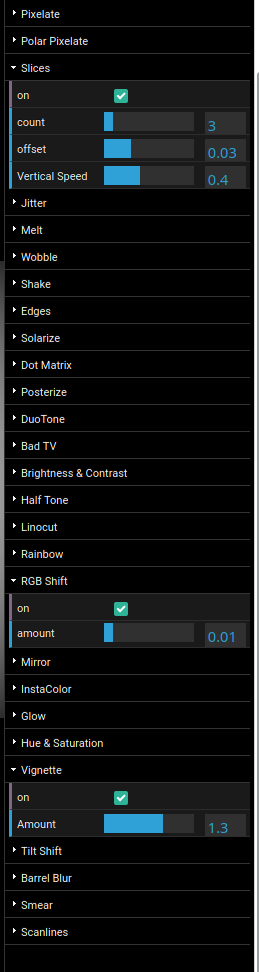 Pixelate
Polar Pixelate
Slices
on
count 3
offset 0.03
Vertical Speed 0.4
Jitter
Melt
Wobble
Shake
Edges
Solarize
Dot Matrix
Posterize
DuoTone
Bad TV
Brightness & Contrast
Half Tone
Linocut
Rainbow
RGB Shift
on
amount 0.01
Mirror
InstaColor
Glow
Hue & Saturation
Vignette
on
Amount 1.3
Tilt Shift
Barrel Blur
Smear
Scanlines